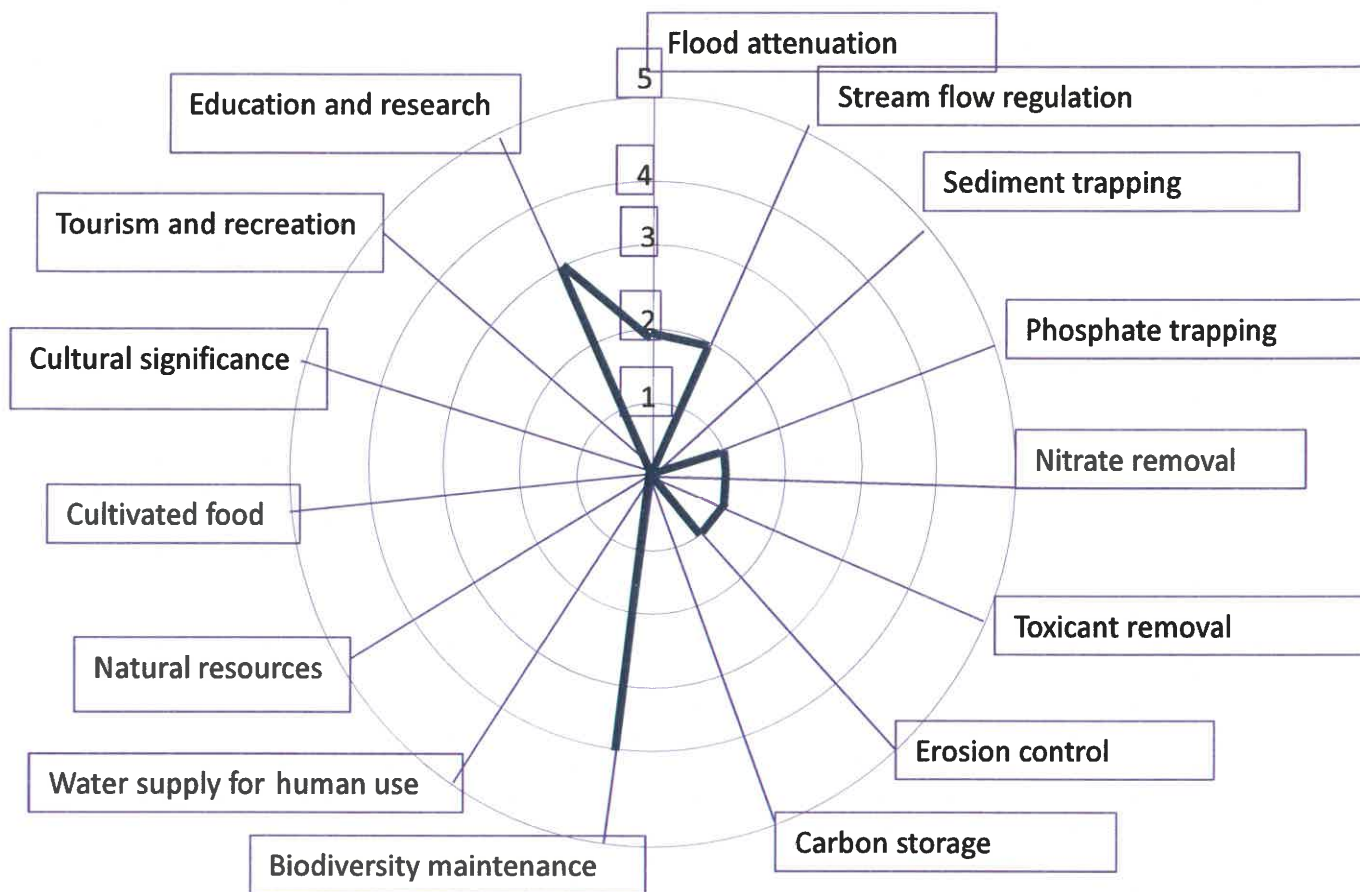 Flood attenuation
5
Stream flow regulation
Education and research
4
Sediment trapping
Tourism and recreation
3
2
Phosphate trapping
Cultural significance
1
Nitrate removal
Cultivated food
Toxicant removal
Natural resources
Erosion control
Water supply for human use
Carbon storage
Biodiversity maintenance